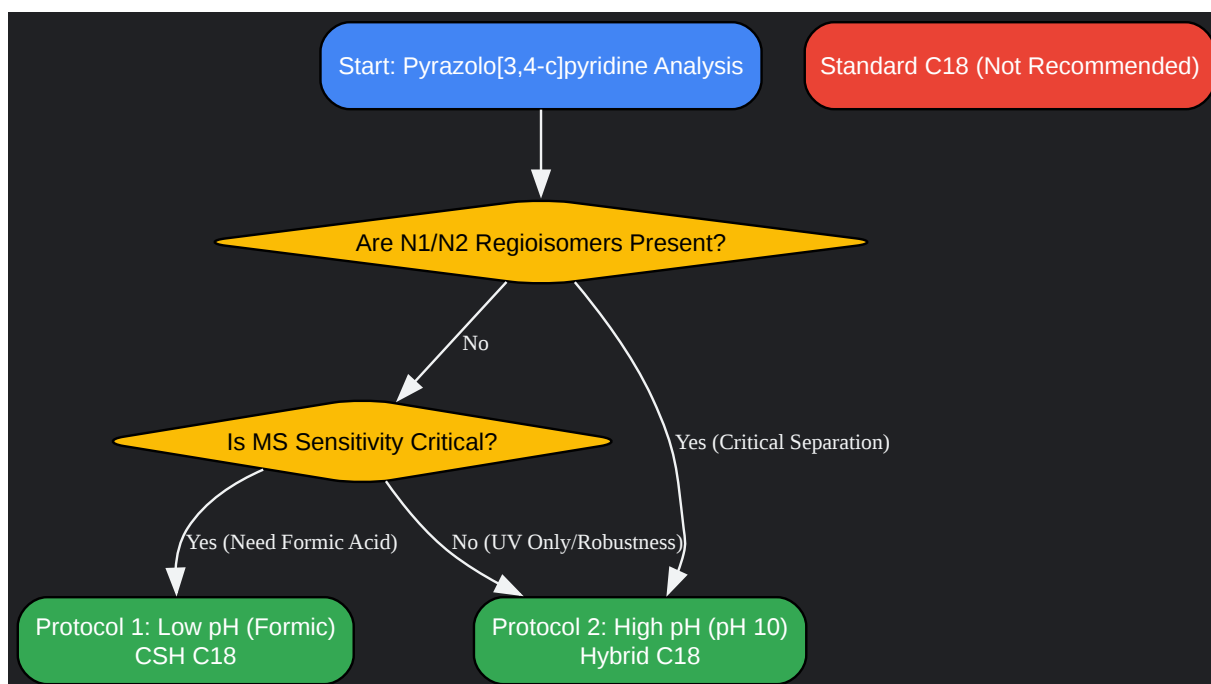 Start: Pyrazolo[3,4-c]pyridine Analysis
Standard C18 (Not Recommended)
Are N1/N2 Regioisomers Present?
No
Is MS Sensitivity Critical?
Yes (Critical Separation)
Yes (Need Formic Acid)
No (UV Only/Robustness)
Protocol 1: Low pH (Formic)
CSH C18
Protocol 2: High pH (pH 10)
Hybrid C18